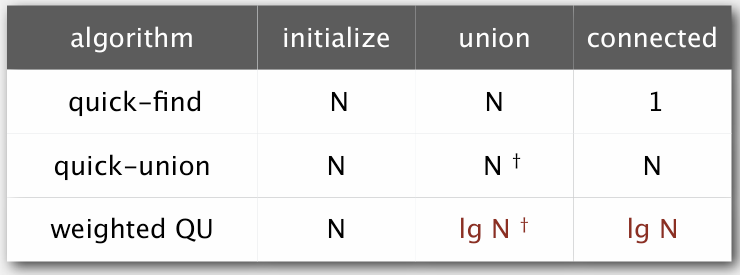 algorithm initialize union connected
quick-find N N 1
quick-union N N † N
weighted QU N lg N † lg N